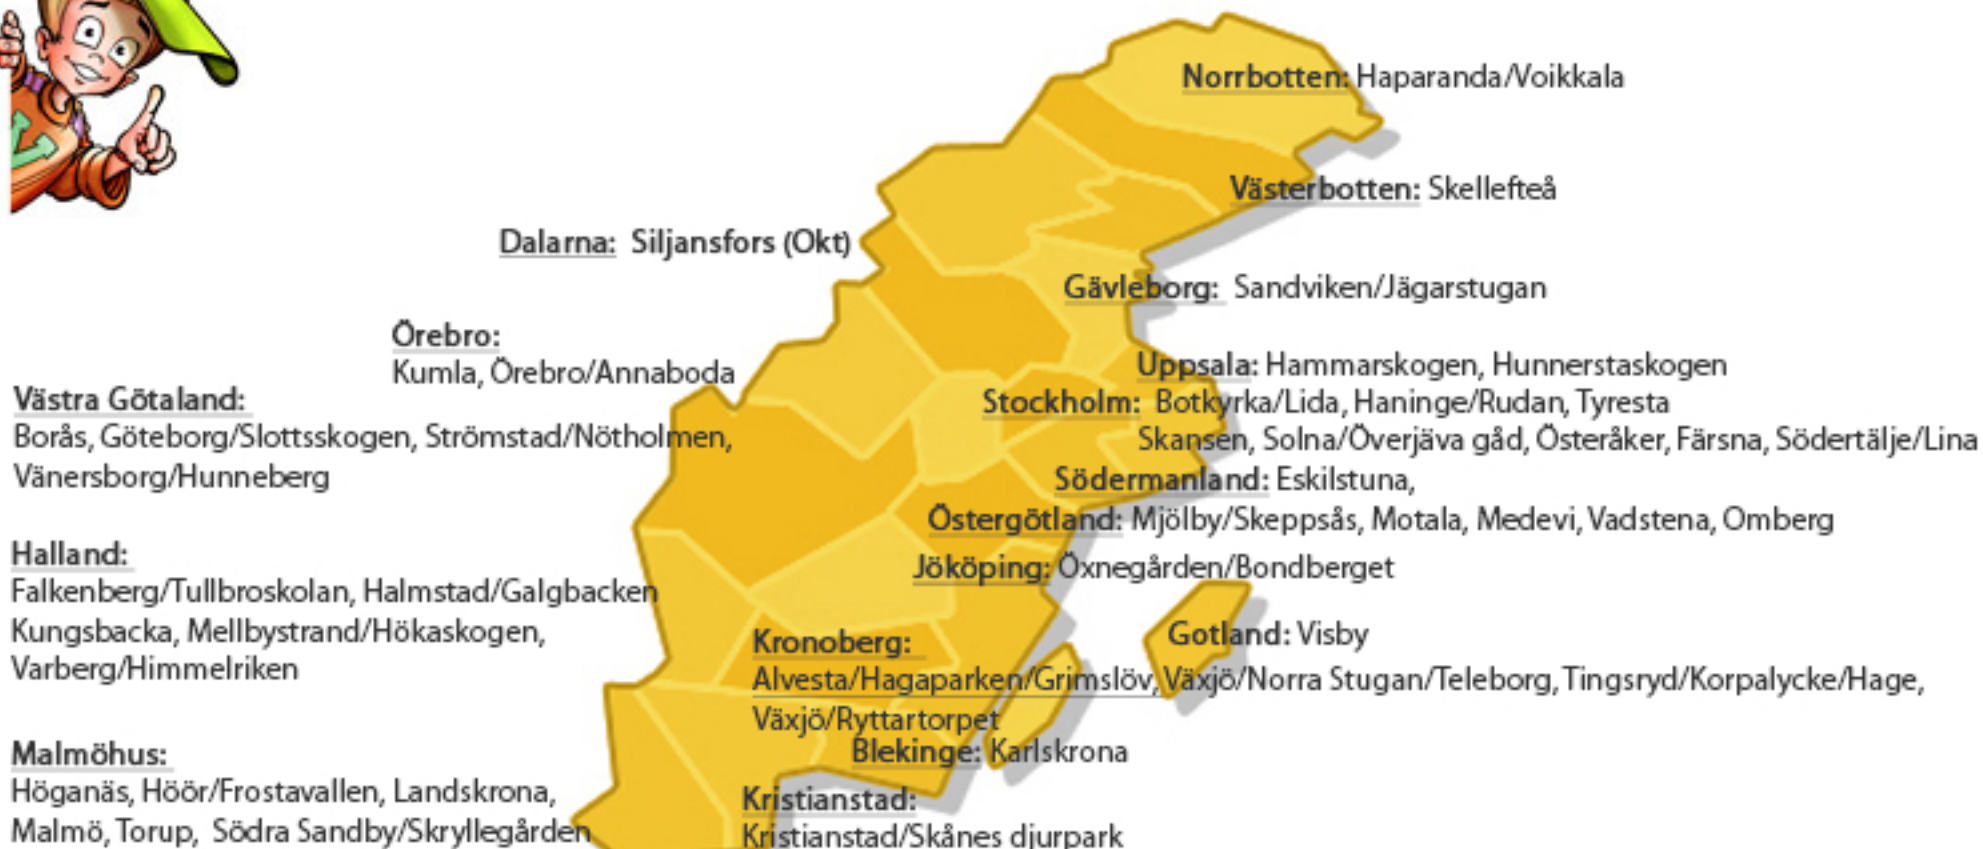 Norrbotten: Haparanda/Voikkala
Västerbotten: Skellefteå
Dalarna: Siljansfors (Okt)
Gävleborg: Sandviken/Jägarstugan
Örebro:
Kumla, Örebro/Annaboda
Uppsala: Hammarskogen, Hunnerstaskogen
Stockholm: Botkyrka/Lida, Haninge/Rudan, Tyresta
Skansen, Solna/Överjäva gåd, Österåker, Färsna, Södertälje/Lina
Västra Götaland:
Borås, Göteborg/Slottsskogen, Strömstad/Nötholmen,
Vänersborg/Hunneberg
Södermanland: Eskilstuna,
Östergötland: Mjölby/Skeppsås, Motala, Medevi, Vadstena, Omberg
Jököping: Öxnegården/Bondberget
Halland:
Falkenberg/Tullbroskolan, Halmstad/Galgbacken
Kungsbacka, Mellbystrand/Hökaskogen,
Varberg/Himmelriken
Gotland: Visby
Kronoberg:
Alvesta/Hagaparken/Grimslöv, Växjö/Norra Stugan/Teleborg, Tingsryd/Korpalycke/Hage,
Växjö/Ryttartorpet
Blekinge: Karlskrona
Malmöhus:
Höganäs, Höör/Frostavallen, Landskrona,
Malmö, Torup, Södra Sandby/Skryllegården
Kristianstad:
Kristianstad/Skånes djurpark